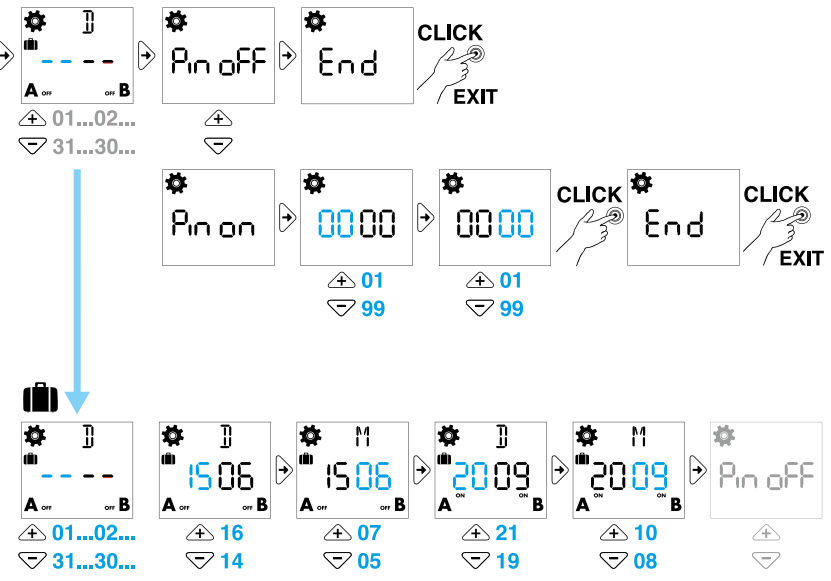 D
-- --
A OFF OFF B
+ 01...02...
− 31...30...
Pin oFF
+
−
End
CLICK
EXIT
Pin on
0000
+ 01
− 99
0000
+ 01
− 99
CLICK
End
CLICK
EXIT
D
-- --
A OFF OFF B
+ 01...02...
− 31...30...
D
1506
A OFF OFF B
+ 16
− 14
M
1506
A OFF OFF B
+ 07
− 05
D
2009
A ON ON B
+ 21
− 19
M
2009
A ON ON B
+ 10
− 08
Pin oFF
+
−